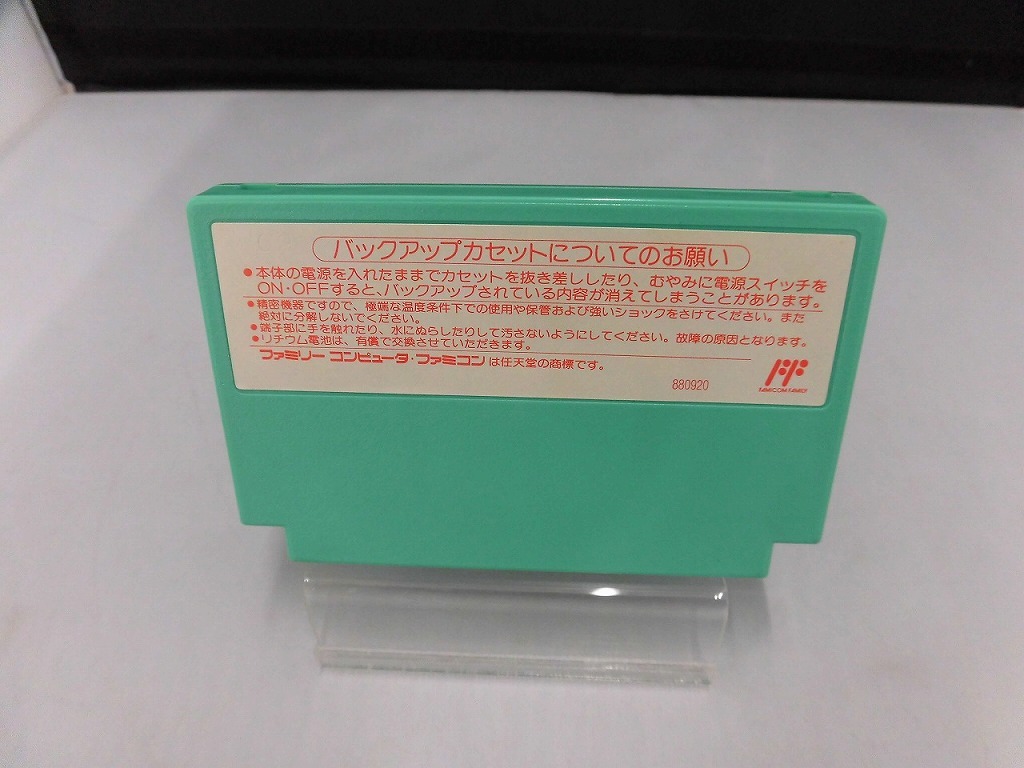 バックアップカセットについてのお願い
●本体の電源を入れたままでカセットを抜き差ししたり、むやみに電源スイッチを
ON・OFFすると、バックアップされている内容が消えてしまうことがあります。
●精密機器ですので、極端な温度条件下での使用や保管および強いショックをさけてください。また
絶対に分解しないでください。
●端子部に手を触れたり、水にぬらしたりして汚さないようにしてください。故障の原因となります。
●リチウム電池は、有償で交換させていただきます。
ファミリーコンピュータ・ファミコンは任天堂の商標です。
880920
FAMICOM FAMILY